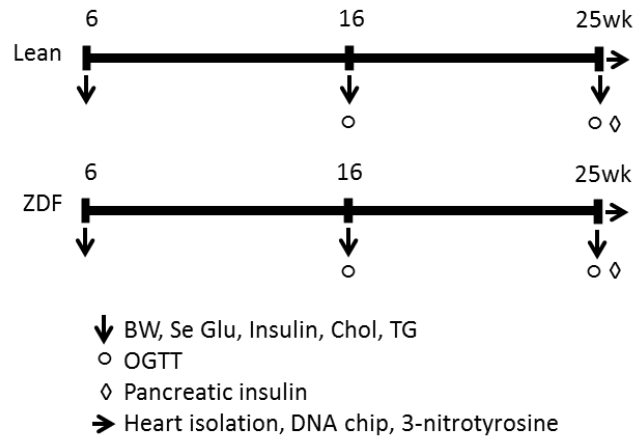 6 16 25wk
Lean
6 16 25wk
ZDF
BW, Se Glu, Insulin, Chol, TG
OGTT
Pancreatic insulin
Heart isolation, DNA chip, 3-nitrotyrosine